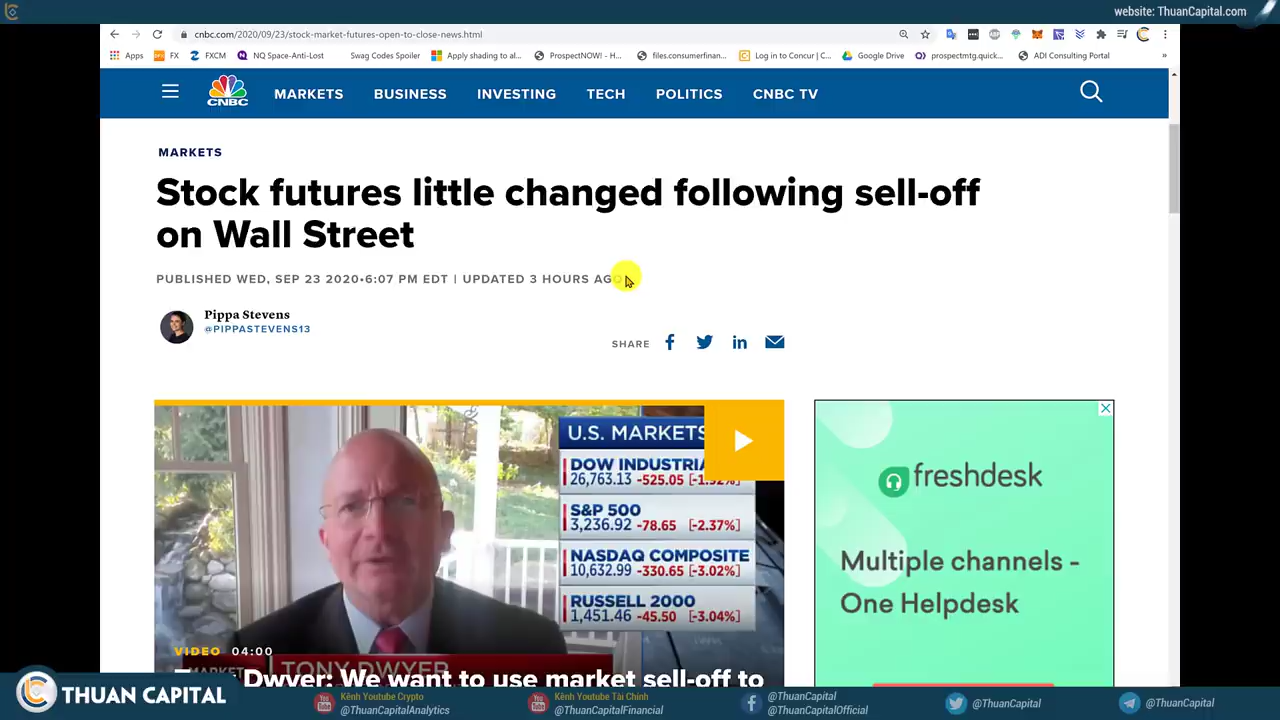 website: ThuanCapital.com
cnbc.com/2020/09/23/stock-market-futures-open-to-close-news.html
Apps
FX
FXCM
NQ Space-Anti-Lost
Swag Codes Spoiler
Apply shading to al...
ProspectNOW! - H...
files.consumerfinan...
Log in to Concur | C...
Google Drive
prospectmtg.quick...
ADI Consulting Portal
»
CNBC
MARKETS
BUSINESS
INVESTING
TECH
POLITICS
CNBC TV
MARKETS
Stock futures little changed following sell-off
on Wall Street
PUBLISHED WED, SEP 23 2020•6:07 PM EDT | UPDATED 3 HOURS AGO
Pippa Stevens
@PIPPASTEVENS13
SHARE
U.S. MARKETS
DOW INDUSTRIA
26,763.13 -525.05
S&P 500
3,236.92 -78.65 [-2.37%]
NASDAQ COMPOSITE
10,632.99 -330.65 [-3.02%]
RUSSELL 2000
1,451.46 -45.50 [-3.04%]
VIDEO 04:00
TONY DWYER
Dwyer: We want to use market sell-off to
freshdesk
Multiple channels -
One Helpdesk
THUAN CAPITAL
Kênh Youtube Crypto
@ThuanCapitalAnalytics
Kênh Youtube Tài Chính
@ThuanCapitalFinancial
@ThuanCapital
@ThuanCapitalOfficial
@ThuanCapital
@ThuanCapital